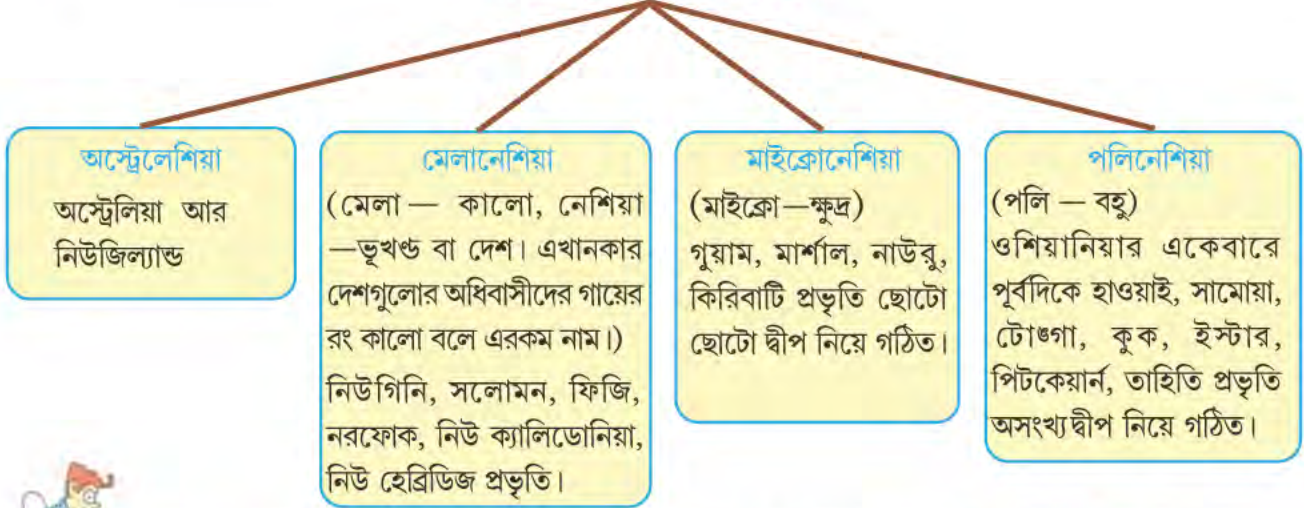 অস্ট্রেলেশিয়া
অস্ট্রেলিয়া আর
নিউজিল্যান্ড
মেলানেশিয়া
(মেলা — কালো, নেশিয়া
—ভূখণ্ড বা দেশ। এখানকার
দেশগুলোর অধিবাসীদের গায়ের
রং কালো বলে এরকম নাম।)
নিউগিনি, সলোমন, ফিজি,
নরফোক, নিউ ক্যালিডোনিয়া,
নিউ হেব্রিডিজ প্রভৃতি।
মাইক্রোনেশিয়া
(মাইক্রো—ক্ষুদ্র)
গুয়াম, মার্শাল, নাউরু,
কিরিবাটি প্রভৃতি ছোটো
ছোটো দ্বীপ নিয়ে গঠিত।
পলিনেশিয়া
(পলি — বহু)
ওশিয়ানিয়ার একেবারে
পূর্বদিকে হাওয়াই, সামোয়া,
টোঙ্গা, কুক, ইস্টার,
পিটকেয়ার্ন, তাহিতি প্রভৃতি
অসংখ্যদ্বীপ নিয়ে গঠিত।